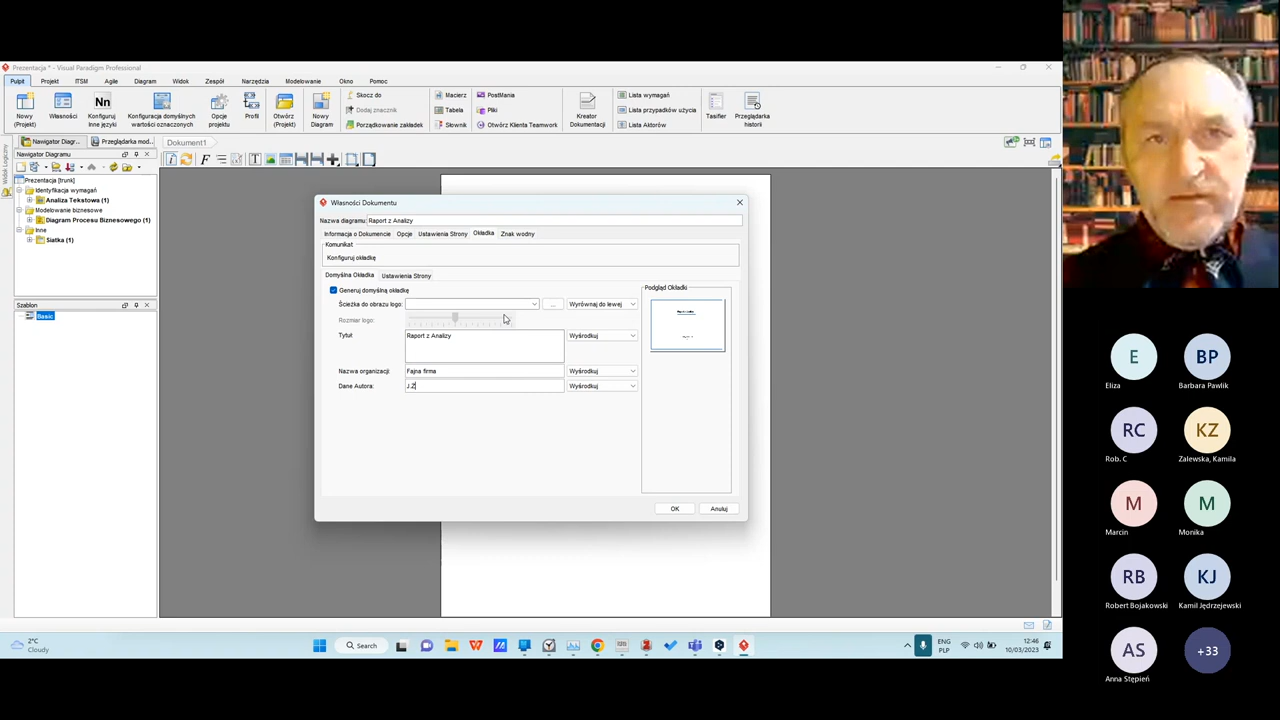 Prezentacja * - Visual Paradigm Professional
Pulpit Projekt ITSM Agile Diagram Widok Zespół Narzędzia Modelowanie Okno Pomoc
Nowy (Projekt)
Własności
Konfiguruj Inne języki
Konfiguracja domyślnych wartości oznaczonych
Opcje projektu
Profil
Otwórz (Projekt)
Nowy Diagram
Skocz do
Dodaj znacznik
Porządkowanie zakładek
Macierz
Tabela
Słownik
PostMania
Pliki
Otwórz Klienta Teamwork
Kreator Dokumentacji
Lista wymagań
Lista przypadków użycia
Lista Aktorów
Tasifier
Przeglądarka historii
Nawigator Diagr...
Przeglądarka mod...
Dokument1
Nawigator Diagramu
Widok Logiczny
Prezentacja [trunk]
Identyfikacja wymagań
Analiza Tekstowa (1)
Modelowanie biznesowe
Diagram Procesu Biznesowego (1)
Inne
Siatka (1)
Szablon
Basic
Własności Dokumentu
Nazwa diagramu: Raport z Analizy
Informacja o Dokumencie Opcje Ustawienia Strony Okładka Znak wodny
Komunikat
Konfiguruj okładkę
Domyślna Okładka Ustawienia Strony
Generuj domyślną okładkę
Ścieżka do obrazu logo: ... Wyrównaj do lewej
Rozmiar logo:
Tytuł: Raport z Analizy Wyśrodkuj
Nazwa organizacji: Fajna firma Wyśrodkuj
Dane Autora: J.Ż Wyśrodkuj
Podgląd Okładki
OK Anuluj
2°C
Cloudy
Search
ENG
PLP
12:46
10/03/2023
E
Eliza
BP
Barbara Pawlik
RC
Rob. C
KZ
Zalewska, Kamila
M
Marcin
M
Monika
RB
Robert Bojakowski
KJ
Kamil Jędrzejewski
AS
Anna Stępień
+33